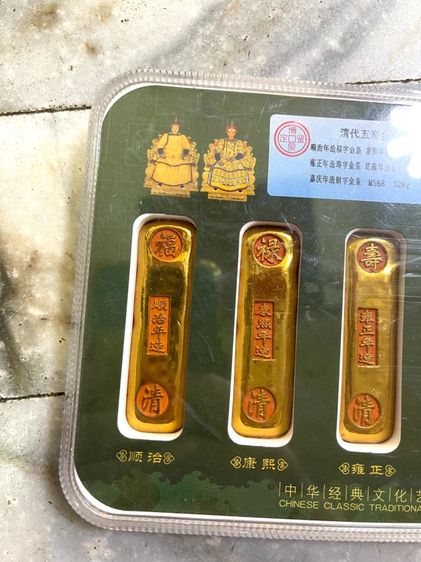 清代五帝金
顺治年造福字金条
雍正年造寿字金条
嘉庆年造财字金条 MS68 528g
福
顺治年造
清
禄
康熙年造
清
壽
雍正年造
清
顺治
康熙
雍正
中华经典文化艺
CHINESE CLASSIC TRADITIONA